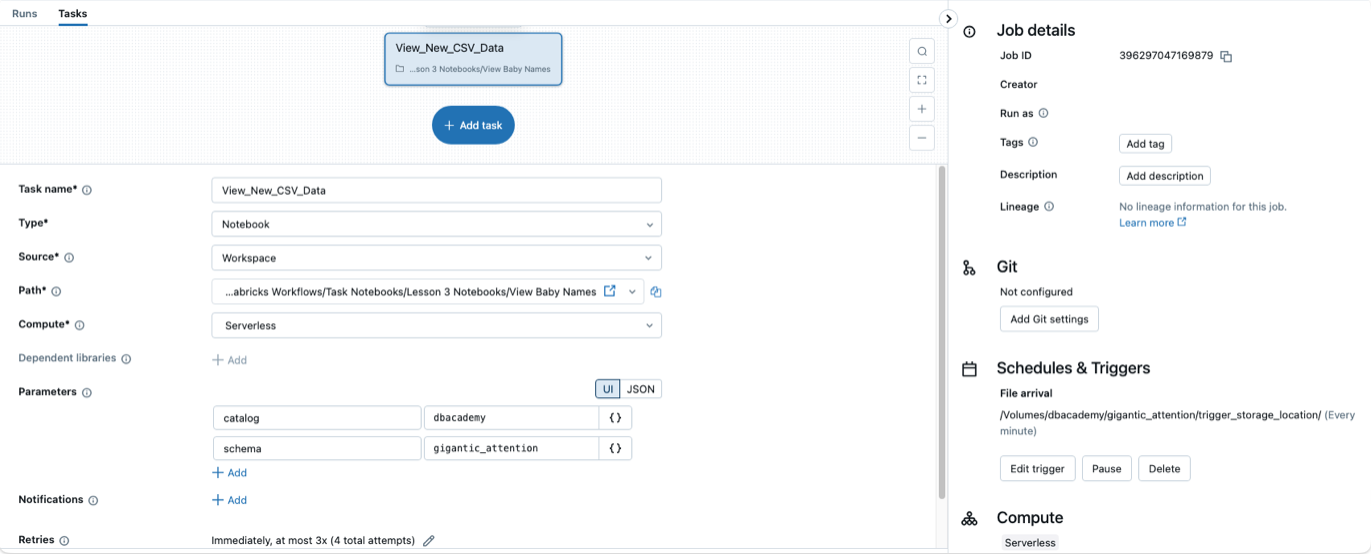 Runs
Tasks
View_New_CSV_Data
...son 3 Notebooks/View Baby Names
+ Add task
Task name*
View_New_CSV_Data
Type*
Notebook
Source*
Workspace
Path*
...abricks Workflows/Task Notebooks/Lesson 3 Notebooks/View Baby Names
Compute*
Serverless
Dependent libraries
+ Add
Parameters
UI
JSON
catalog
dbacademy
{}
schema
gigantic_attention
{}
+ Add
Notifications
+ Add
Retries
Immediately, at most 3x (4 total attempts)
Job details
Job ID
396297047169879
Creator
Run as
Tags
Add tag
Description
Add description
Lineage
No lineage information for this job.
Learn more
Git
Not configured
Add Git settings
Schedules & Triggers
File arrival
/Volumes/dbacademy/gigantic_attention/trigger_storage_location/ (Every
minute)
Edit trigger
Pause
Delete
Compute
Serverless